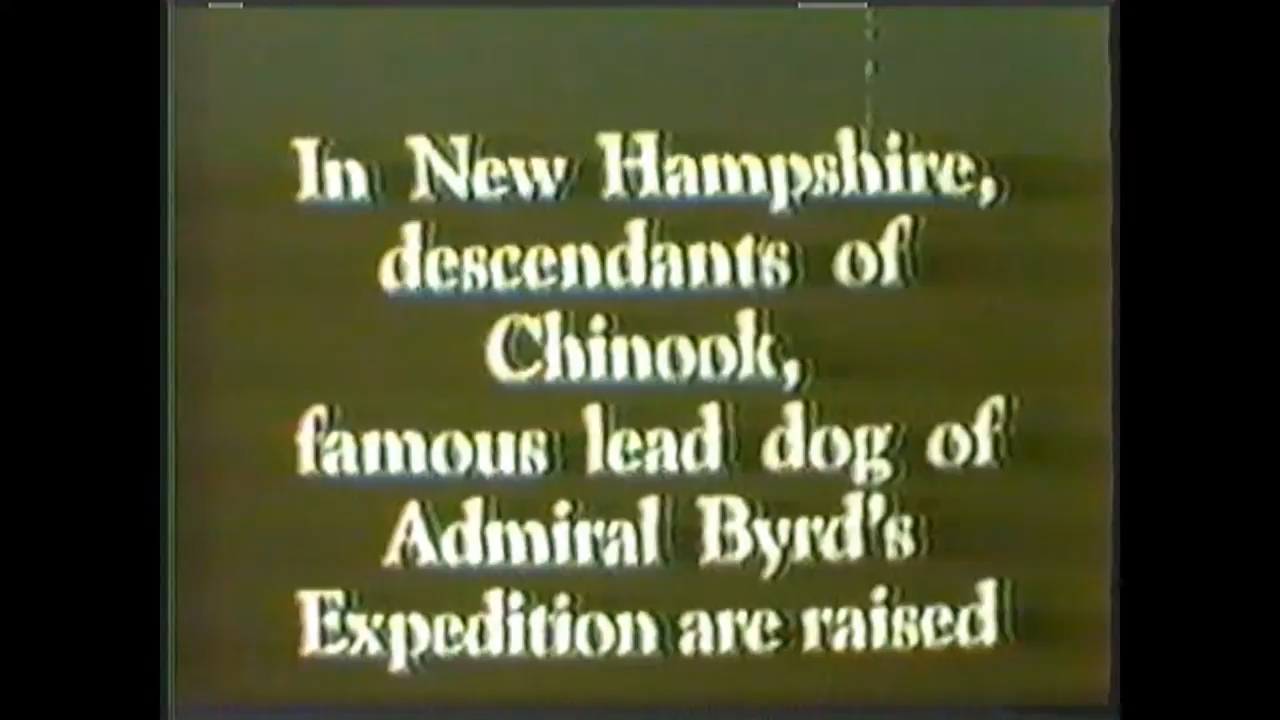 In New Hampshire,
descendants of
Chinook,
famous lead dog of
Admiral Byrd's
Expedition are raised